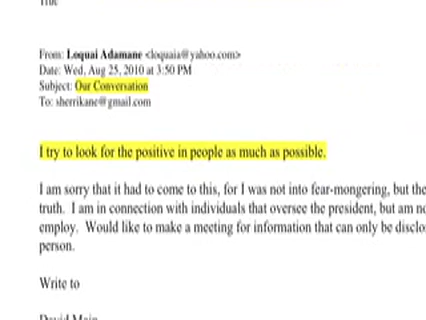 From: Loquai Adamane <loquaia@yahoo.com>
Date: Wed, Aug 25, 2010 at 3:50 PM
Subject: Our Conversation
To: sherrikane@gmail.com
I try to look for the positive in people as much as possible.
I am sorry that it had to come to this, for I was not into fear-mongering, but the
truth. I am in connection with individuals that oversee the president, but am no
employ. Would like to make a meeting for information that can only be disclo
person.
Write to